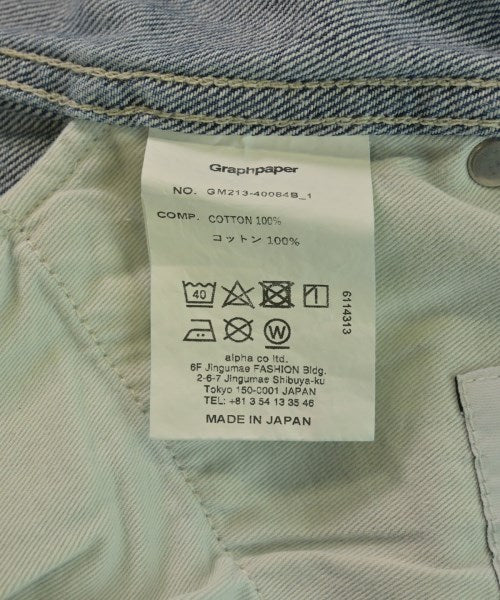 Graphpaper
NO. GM213-40084B_1
COMP. COTTON 100%
コットン 100%
40
W
6114313
alpha co ltd.
6F Jingumae FASHION Bldg.
2-6-7 Jingumae Shibuya-ku
Tokyo 150-0001 JAPAN
TEL: +81 3 54 13 35 46
MADE IN JAPAN